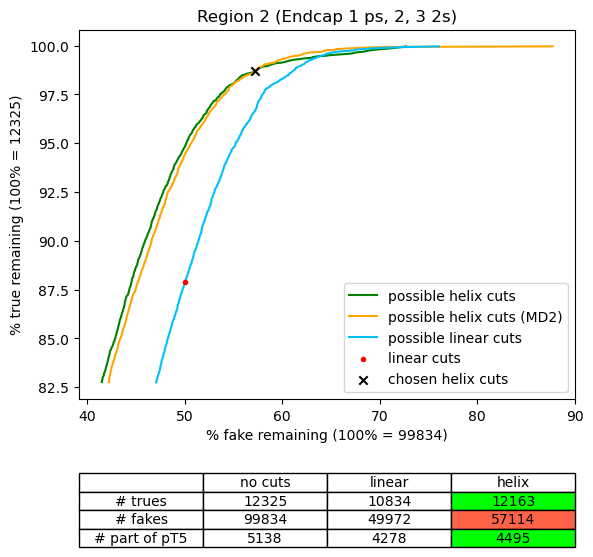 Region 2 (Endcap 1 ps, 2, 3 2s)
100.0
97.5
95.0
92.5
90.0
87.5
85.0
82.5
% true remaining (100% = 12325)
possible helix cuts
possible helix cuts (MD2)
possible linear cuts
linear cuts
chosen helix cuts
40 50 60 70 80 90
% fake remaining (100% = 99834)
no cuts linear helix
# trues 12325 10834 12163
# fakes 99834 49972 57114
# part of pT5 5138 4278 4495